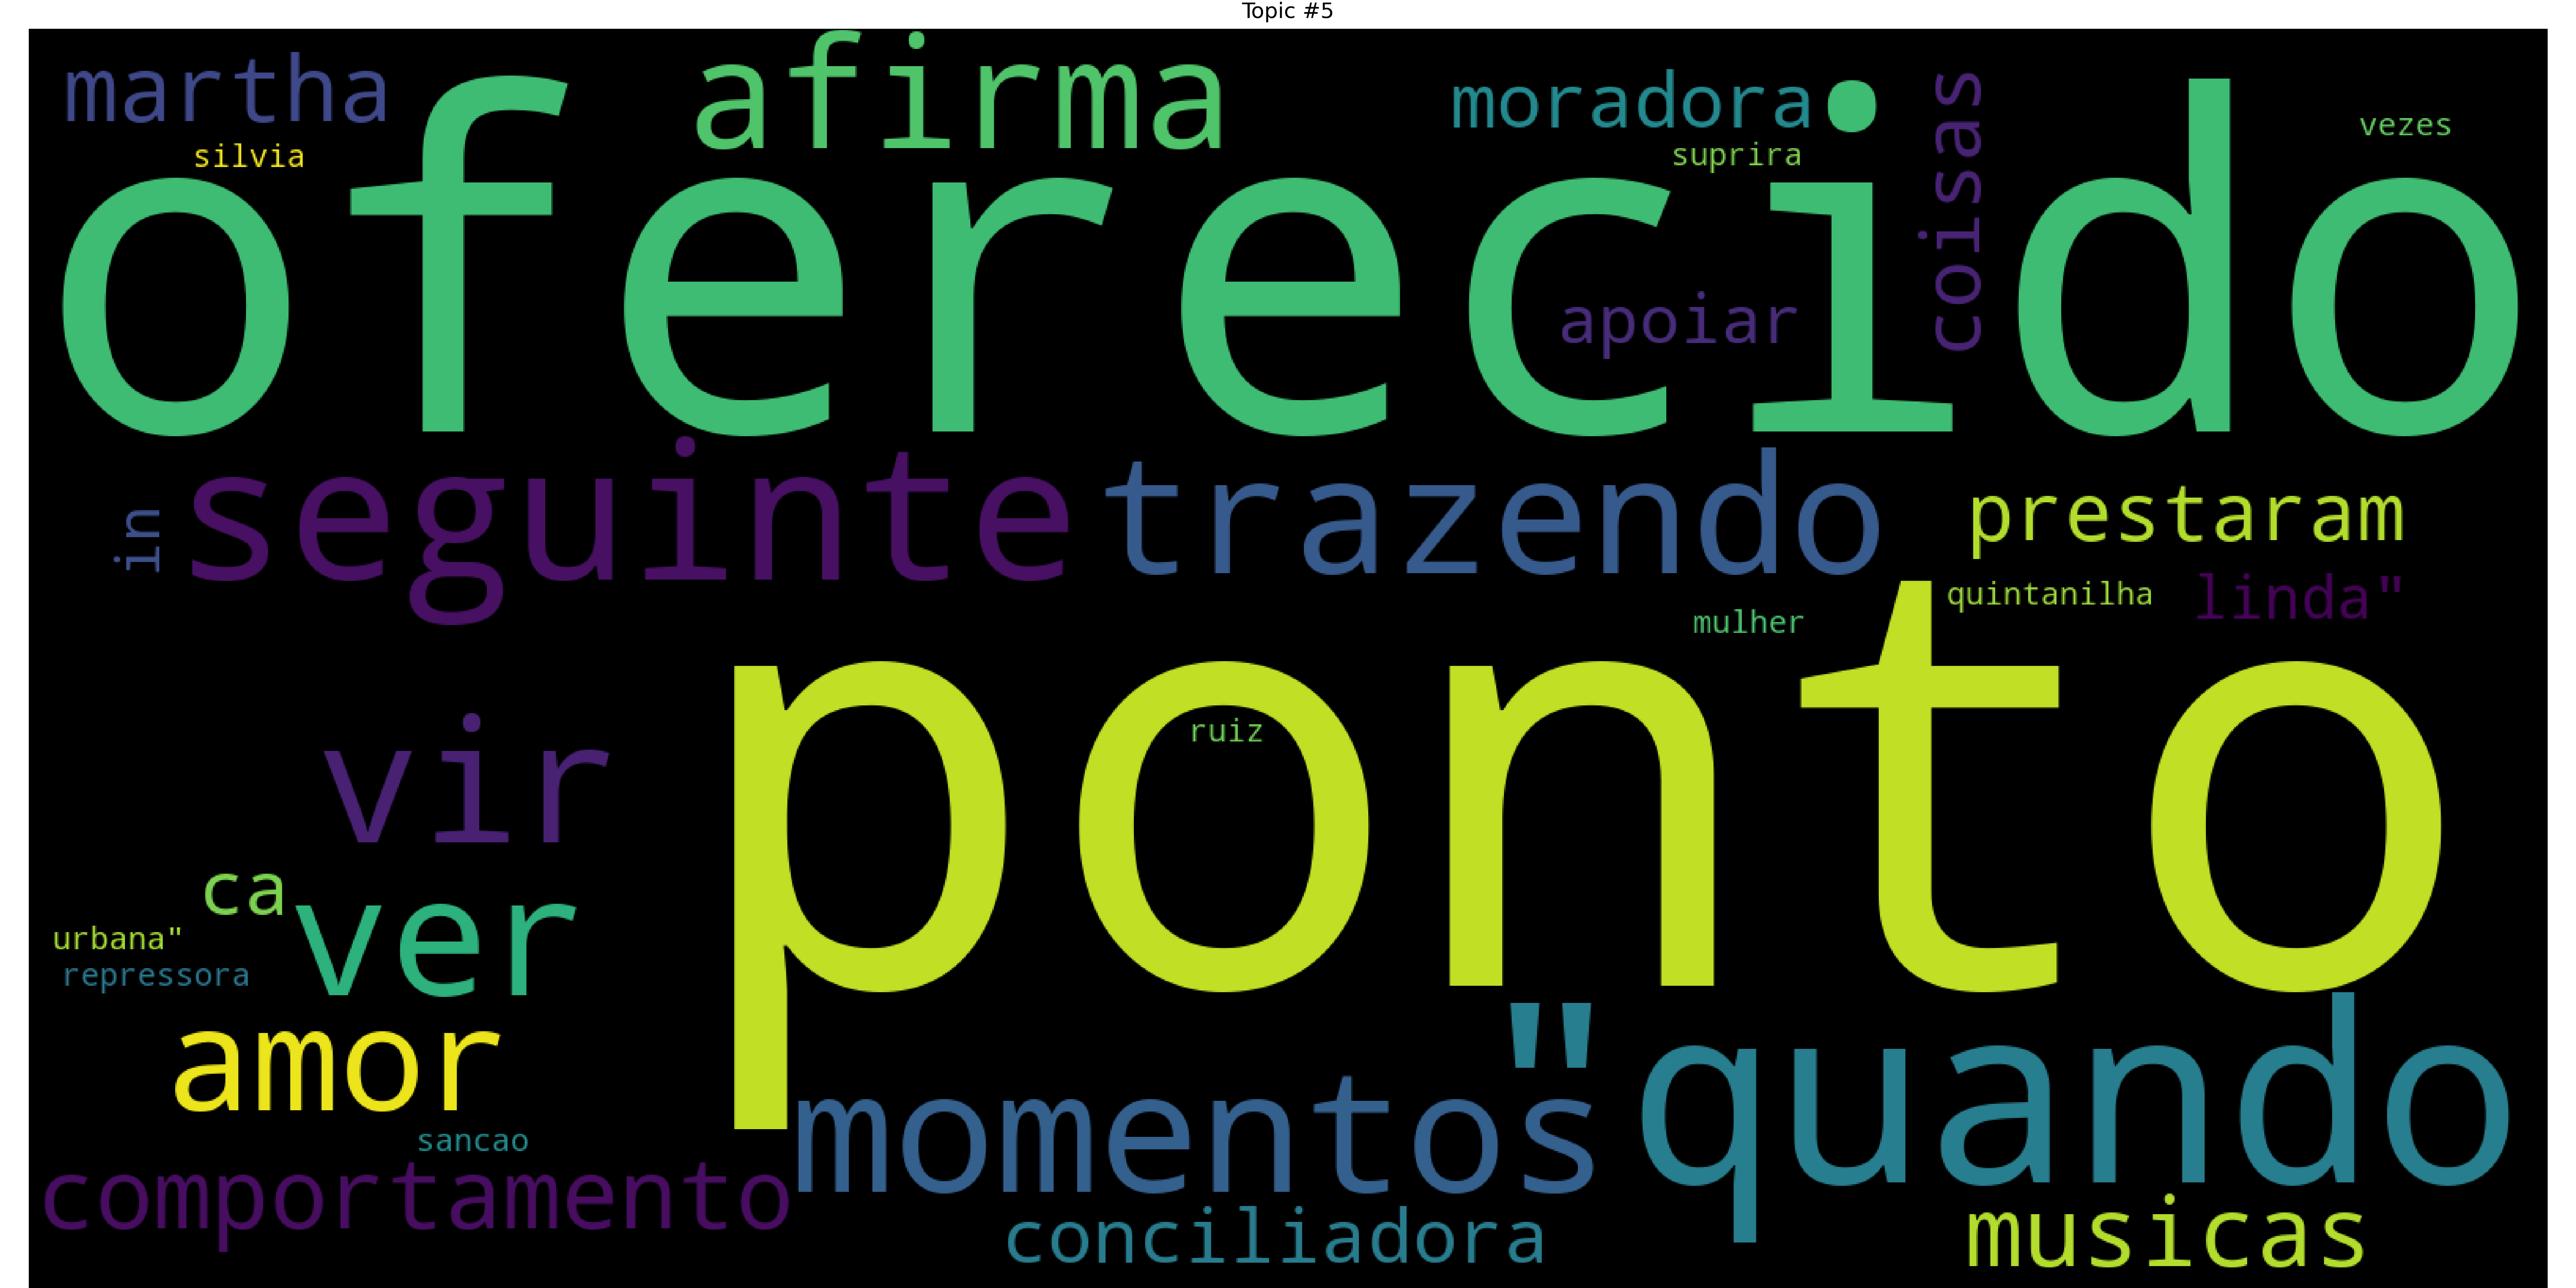 Topic #5
martha
afirma
moradora
coisas
vezes
silvia
suprira
oferecido
apoiar
in
seguinte
trazendo
prestaram
quintanilha
linda"
mulher
vir
ponto
ruiz
ca
ver
urbana"
repressora
amor
momentos
"quando
sancao
comportamento
conciliadora
musicas